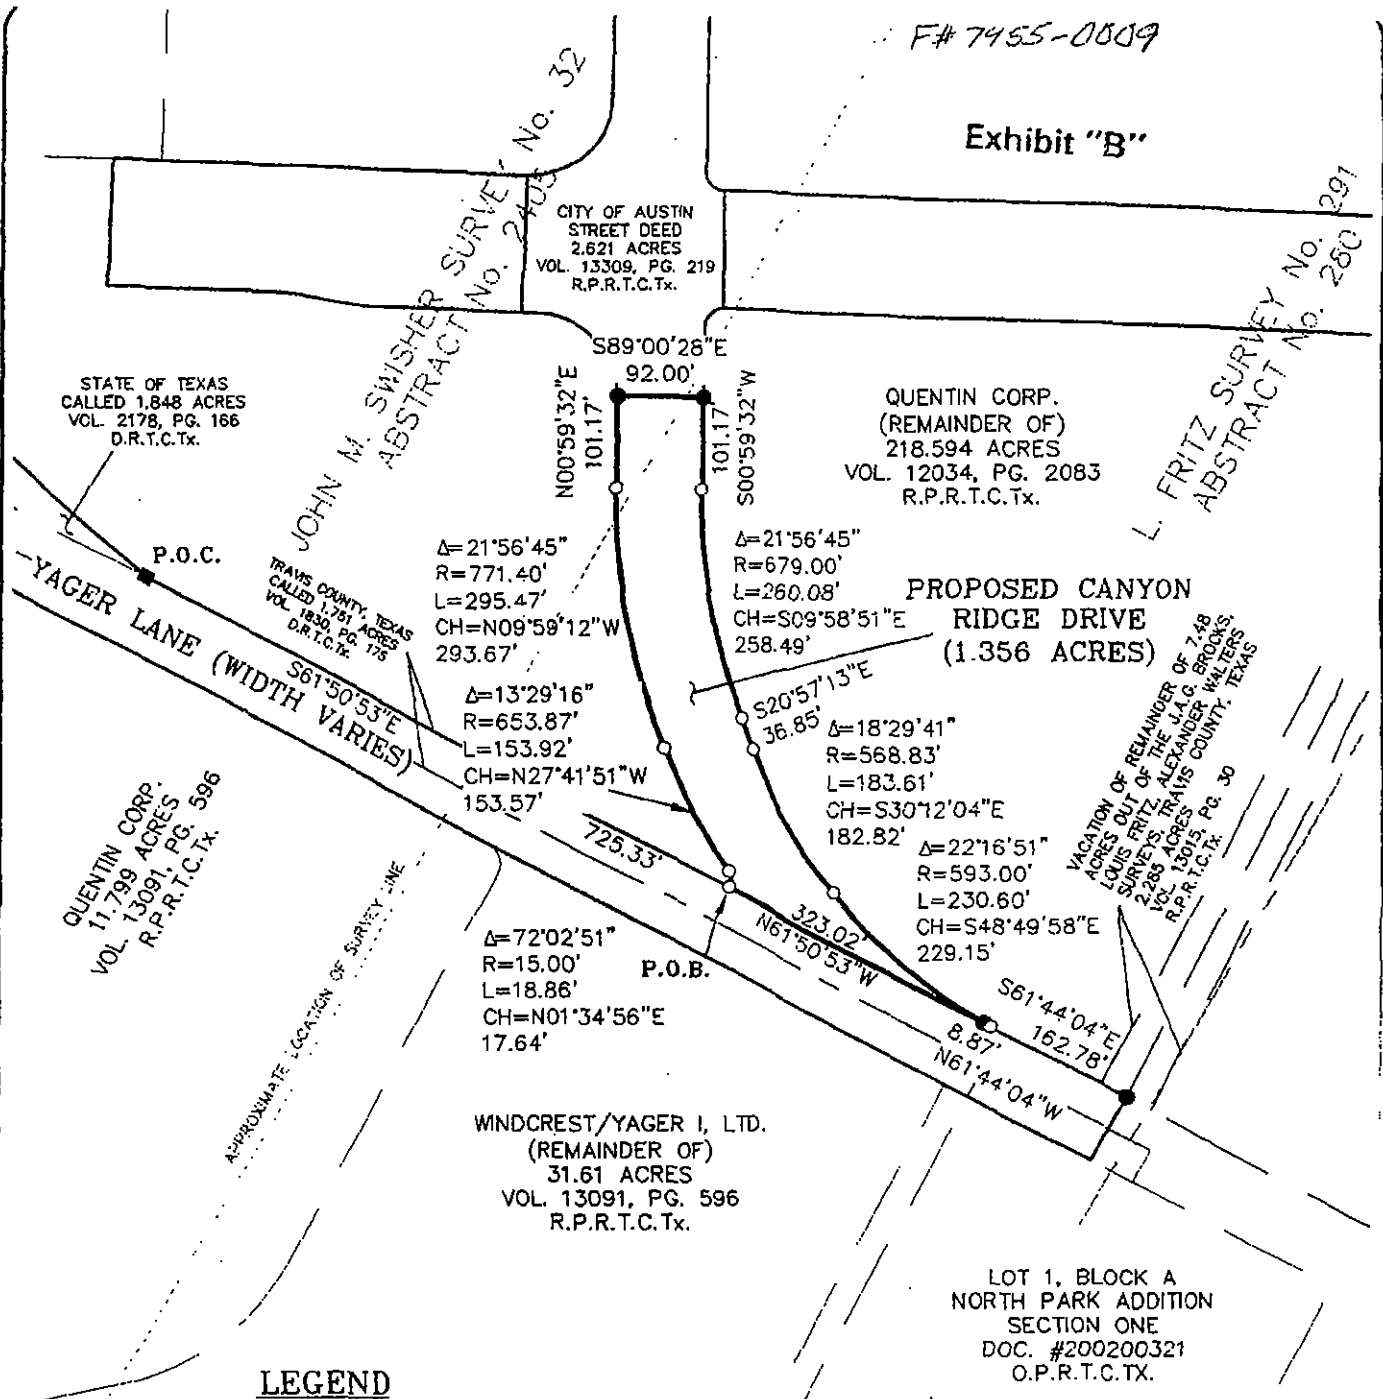 F# 7955-0009
Exhibit "B"
JOHN M. SWISHER SURVEY No. 32
ABSTRACT No. 2405
CITY OF AUSTIN
STREET DEED
2.621 ACRES
VOL. 13309, PG. 219
R.P.R.T.C.Tx.
L. FRITZ SURVEY No. 291
ABSTRACT No. 280
S89°00'28"E
92.00'
N00°59'32"E
101.17'
101.17
S00°59'32"W
STATE OF TEXAS
CALLED 1.848 ACRES
VOL. 2178, PG. 166
D.R.T.C.Tx.
QUENTIN CORP.
(REMAINDER OF)
218.594 ACRES
VOL. 12034, PG. 2083
R.P.R.T.C.Tx.
P.O.C.
TRAVIS COUNTY, TEXAS
CALLED 1.751 ACRES
VOL. 1830, PG. 175
D.R.T.C.Tx.
YAGER LANE (WIDTH VARIES)
S61°50'53"E
Δ=21°56'45"
R=771.40'
L=295.47'
CH=N09°59'12"W
293.67'
Δ=21°56'45"
R=679.00'
L=260.08'
CH=S09°58'51"E
258.49'
PROPOSED CANYON
RIDGE DRIVE
(1.356 ACRES)
S20°57'13"E
36.85'
Δ=13°29'16"
R=653.87'
L=153.92'
CH=N27°41'51"W
153.57'
Δ=18°29'41"
R=568.83'
L=183.61'
CH=S30°12'04"E
182.82'
VACATION OF REMAINDER OF 7.48
ACRES OUT OF THE J.A.G. BROOKS,
LOUIS FRITZ, ALEXANDER WALTERS
SURVEYS, TRAVIS COUNTY, TEXAS
2.285 ACRES
VOL. 13015, PG. 30
R.P.R.T.C.Tx.
725.33'
Δ=22°16'51"
R=593.00'
L=230.60'
CH=S48°49'58"E
229.15'
QUENTIN CORP.
11.799 ACRES
VOL. 13091, PG. 596
R.P.R.T.C.Tx.
323.02'
N61°50'53"W
Δ=72°02'51"
R=15.00'
L=18.86'
CH=N01°34'56"E
17.64'
P.O.B.
S61°44'04"E
162.78'
8.87'
N61°44'04"W
APPROXIMATE LOCATION OF SURVEY LINE
WINDCREST/YAGER I, LTD.
(REMAINDER OF)
31.61 ACRES
VOL. 13091, PG. 596
R.P.R.T.C.Tx.
LOT 1, BLOCK A
NORTH PARK ADDITION
SECTION ONE
DOC. #200200321
O.P.R.T.C.TX.
LEGEND